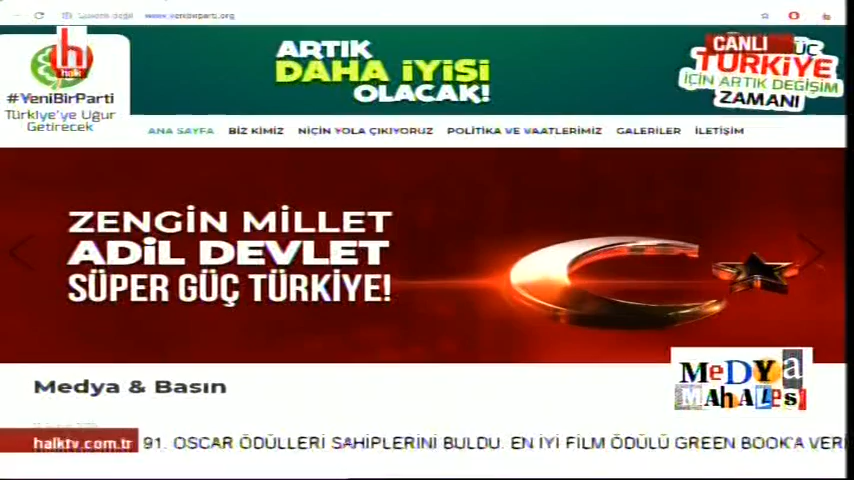 www.yenibirparti.org
h
halk
#YeniBirParti
Türkiye'ye Uğur
Getirecek
ARTIK
DAHA iYiSi
OLACAK!
CANLI
GÜÇ
TÜRKİYE
İÇİN ARTIK DEĞİŞİM
ZAMANI
ANA SAYFA BİZ KİMİZ NİÇİN YOLA ÇIKIYORUZ POLİTİKA VE VAATLERİMİZ GALERİLER İLETİŞİM
ZENGİN MİLLET
ADiL DEVLET
SÜPER GÜÇ TÜRKİYE!
Medya & Basın
MeDYa
MAhALLesi
halktv.com.tr 91. OSCAR ÖDÜLLERİ SAHİPLERİNİ BULDU. EN İYİ FİLM ÖDÜLÜ GREEN BOOK'A VERİ